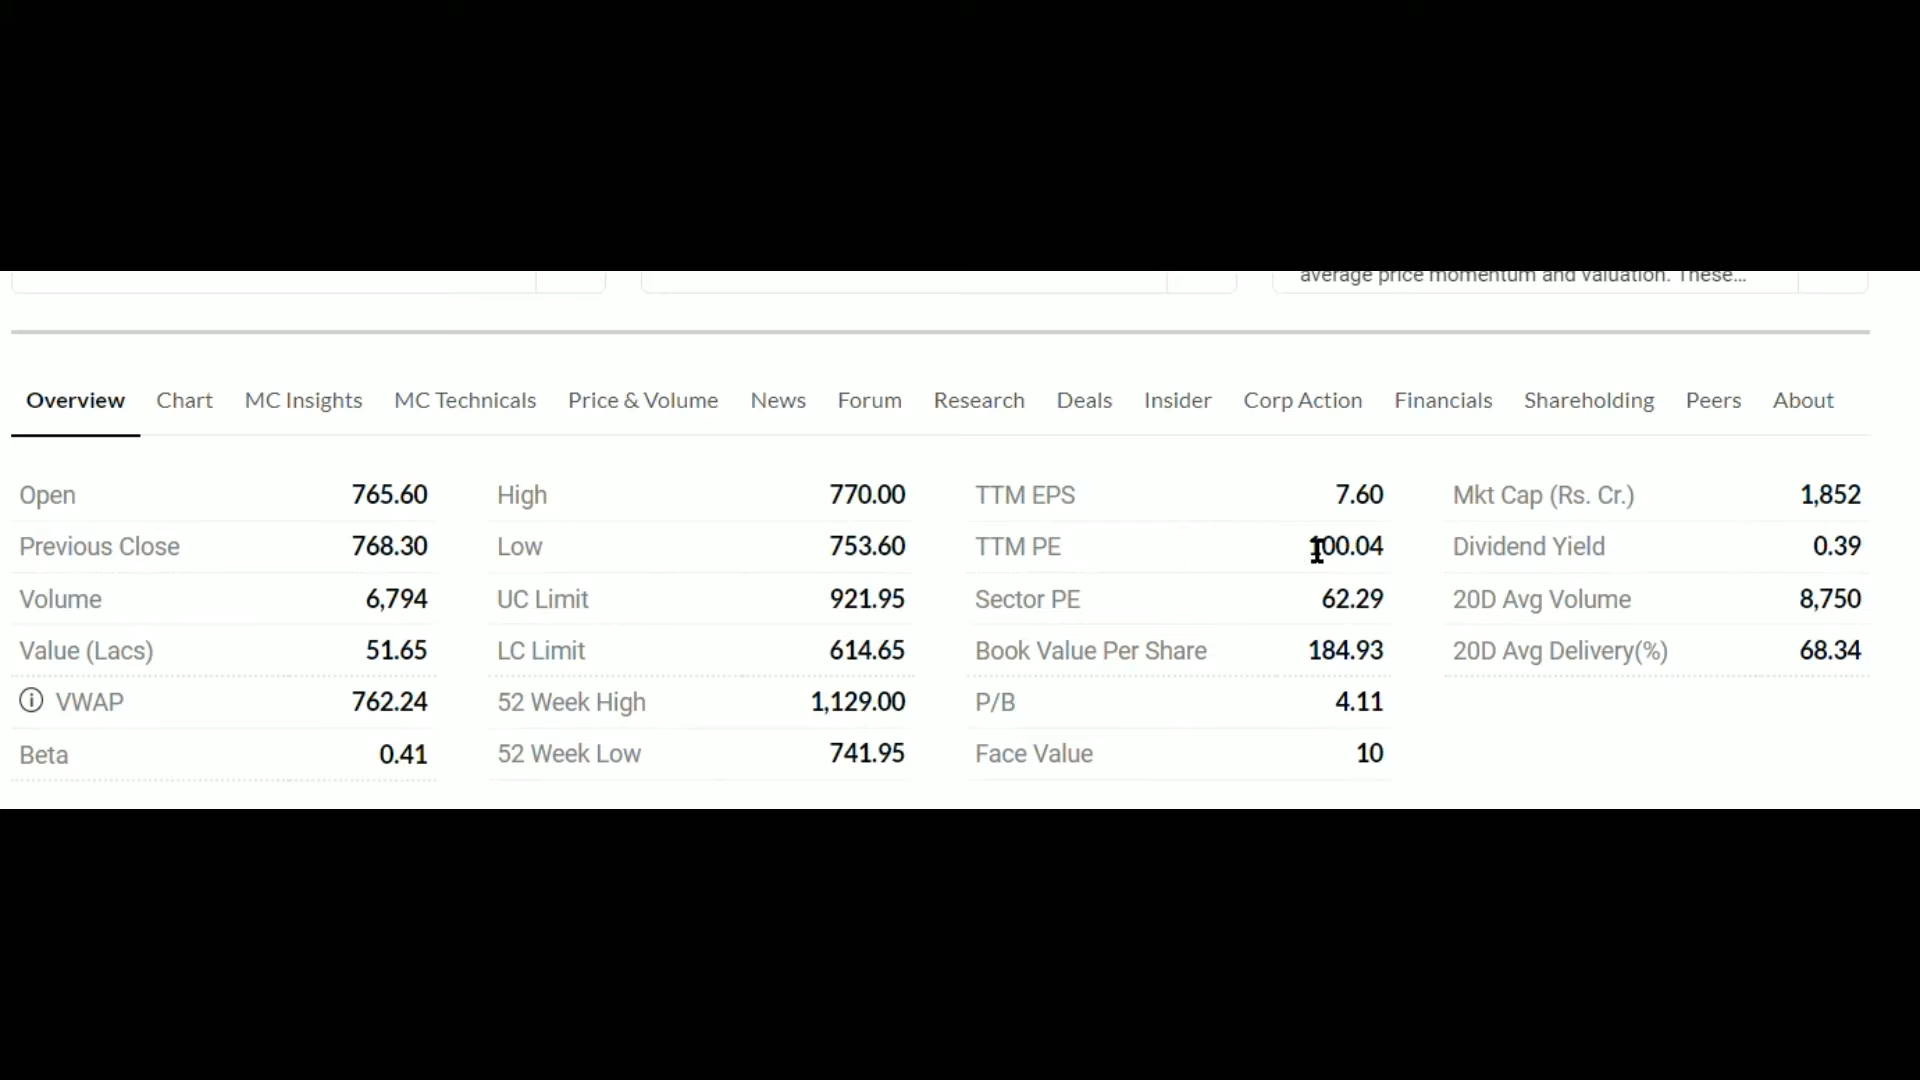 average price momentum and valuation. These...
Overview Chart MC Insights MC Technicals Price & Volume News Forum Research Deals Insider Corp Action Financials Shareholding Peers About
Open 765.60 High 770.00 TTM EPS 7.60 Mkt Cap (Rs. Cr.) 1,852
Previous Close 768.30 Low 753.60 TTM PE 100.04 Dividend Yield 0.39
Volume 6,794 UC Limit 921.95 Sector PE 62.29 20D Avg Volume 8,750
Value (Lacs) 51.65 LC Limit 614.65 Book Value Per Share 184.93 20D Avg Delivery(%) 68.34
VWAP 762.24 52 Week High 1,129.00 P/B 4.11
Beta 0.41 52 Week Low 741.95 Face Value 10